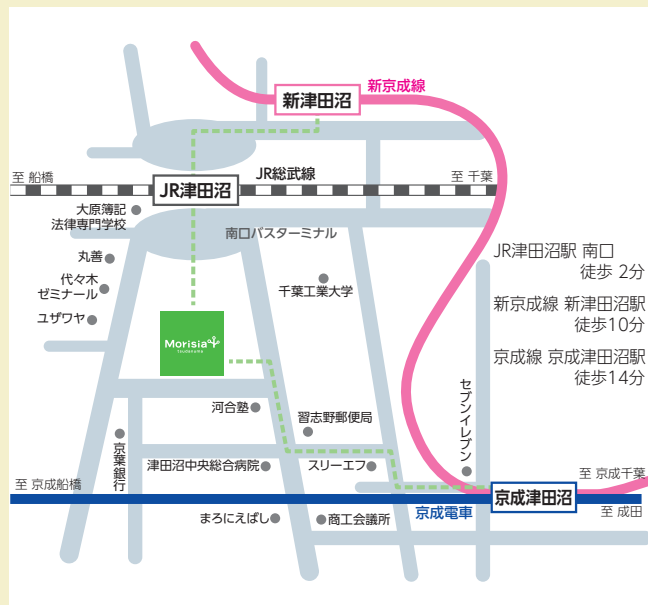 新津田沼
新京成線
至 船橋
JR総武線
至 千葉
JR津田沼
大原簿記
法律専門学校
南口バスターミナル
丸善
代々木
ゼミナール
ユザワヤ
千葉工業大学
JR津田沼駅 南口
徒歩 2分
新京成線 新津田沼駅
徒歩10分
京成線 京成津田沼駅
徒歩14分
Morisia
tsudanuma
河合塾
習志野郵便局
セブンイレブン
京葉銀行
津田沼中央総合病院
スリーエフ
至 京成船橋
至 京成千葉
京成津田沼
京成電車
至 成田
まろにえばし
商工会議所